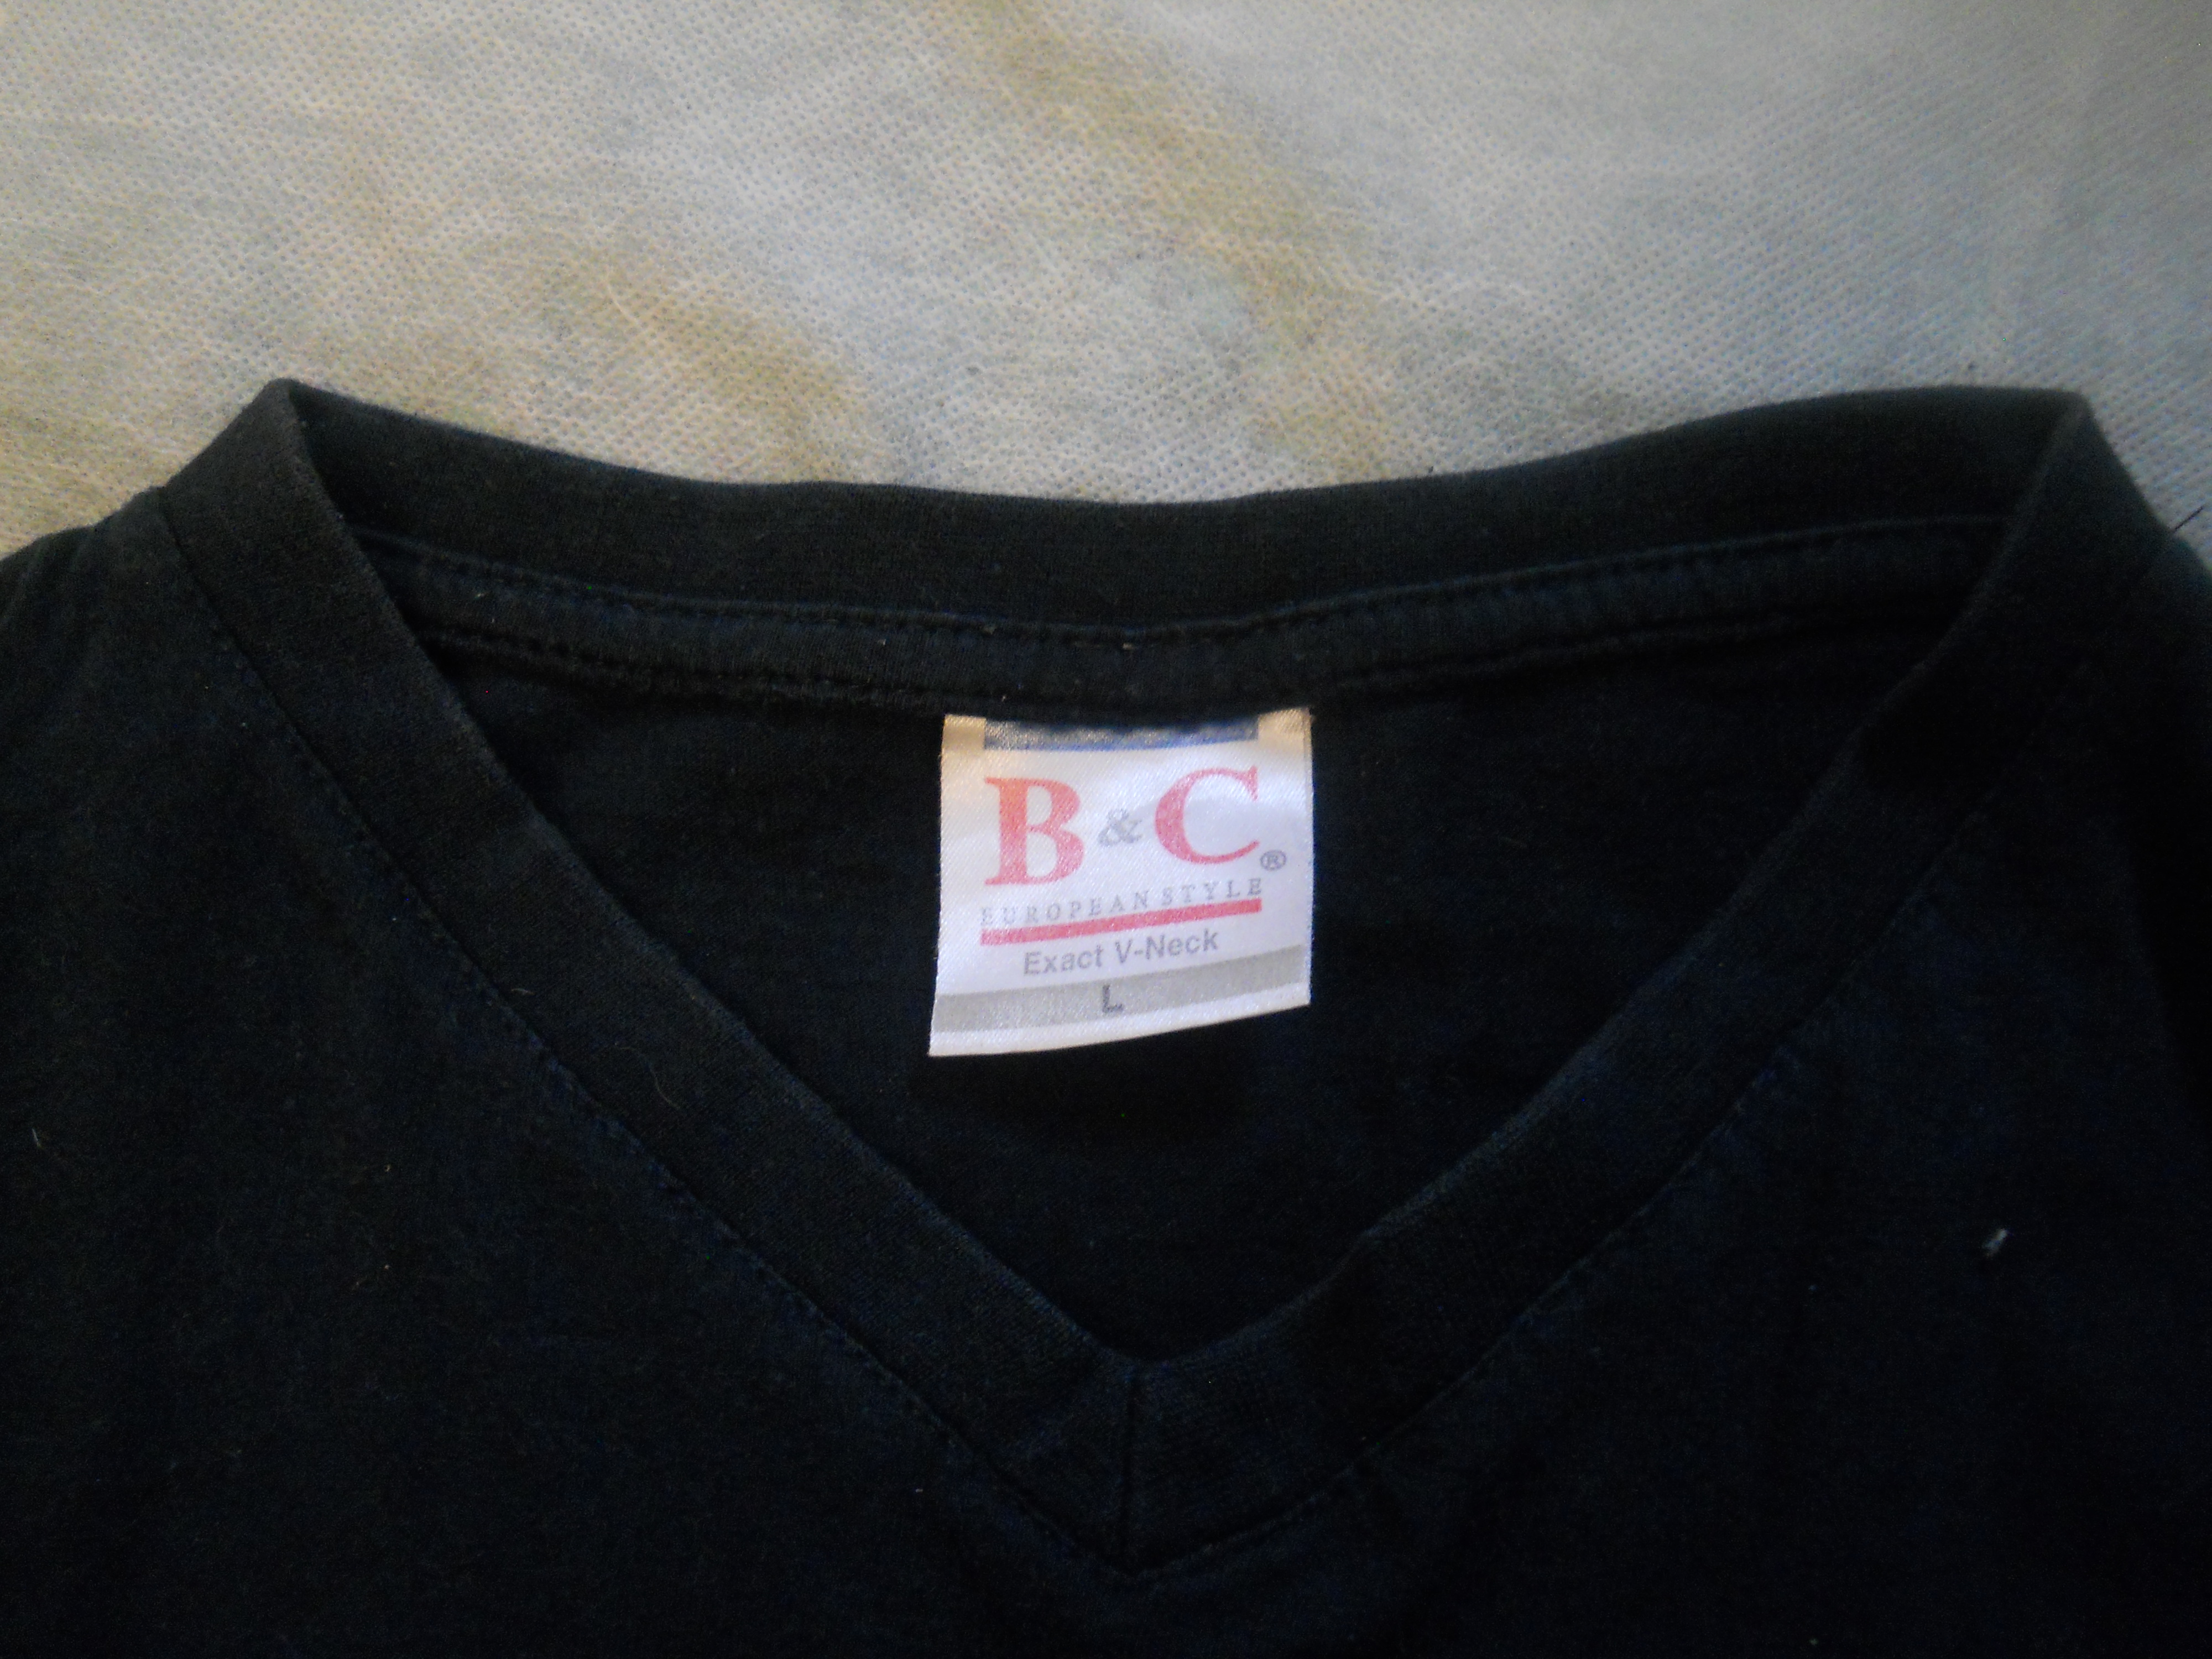 B & C ®
EUROPEAN STYLE
Exact V-Neck
L